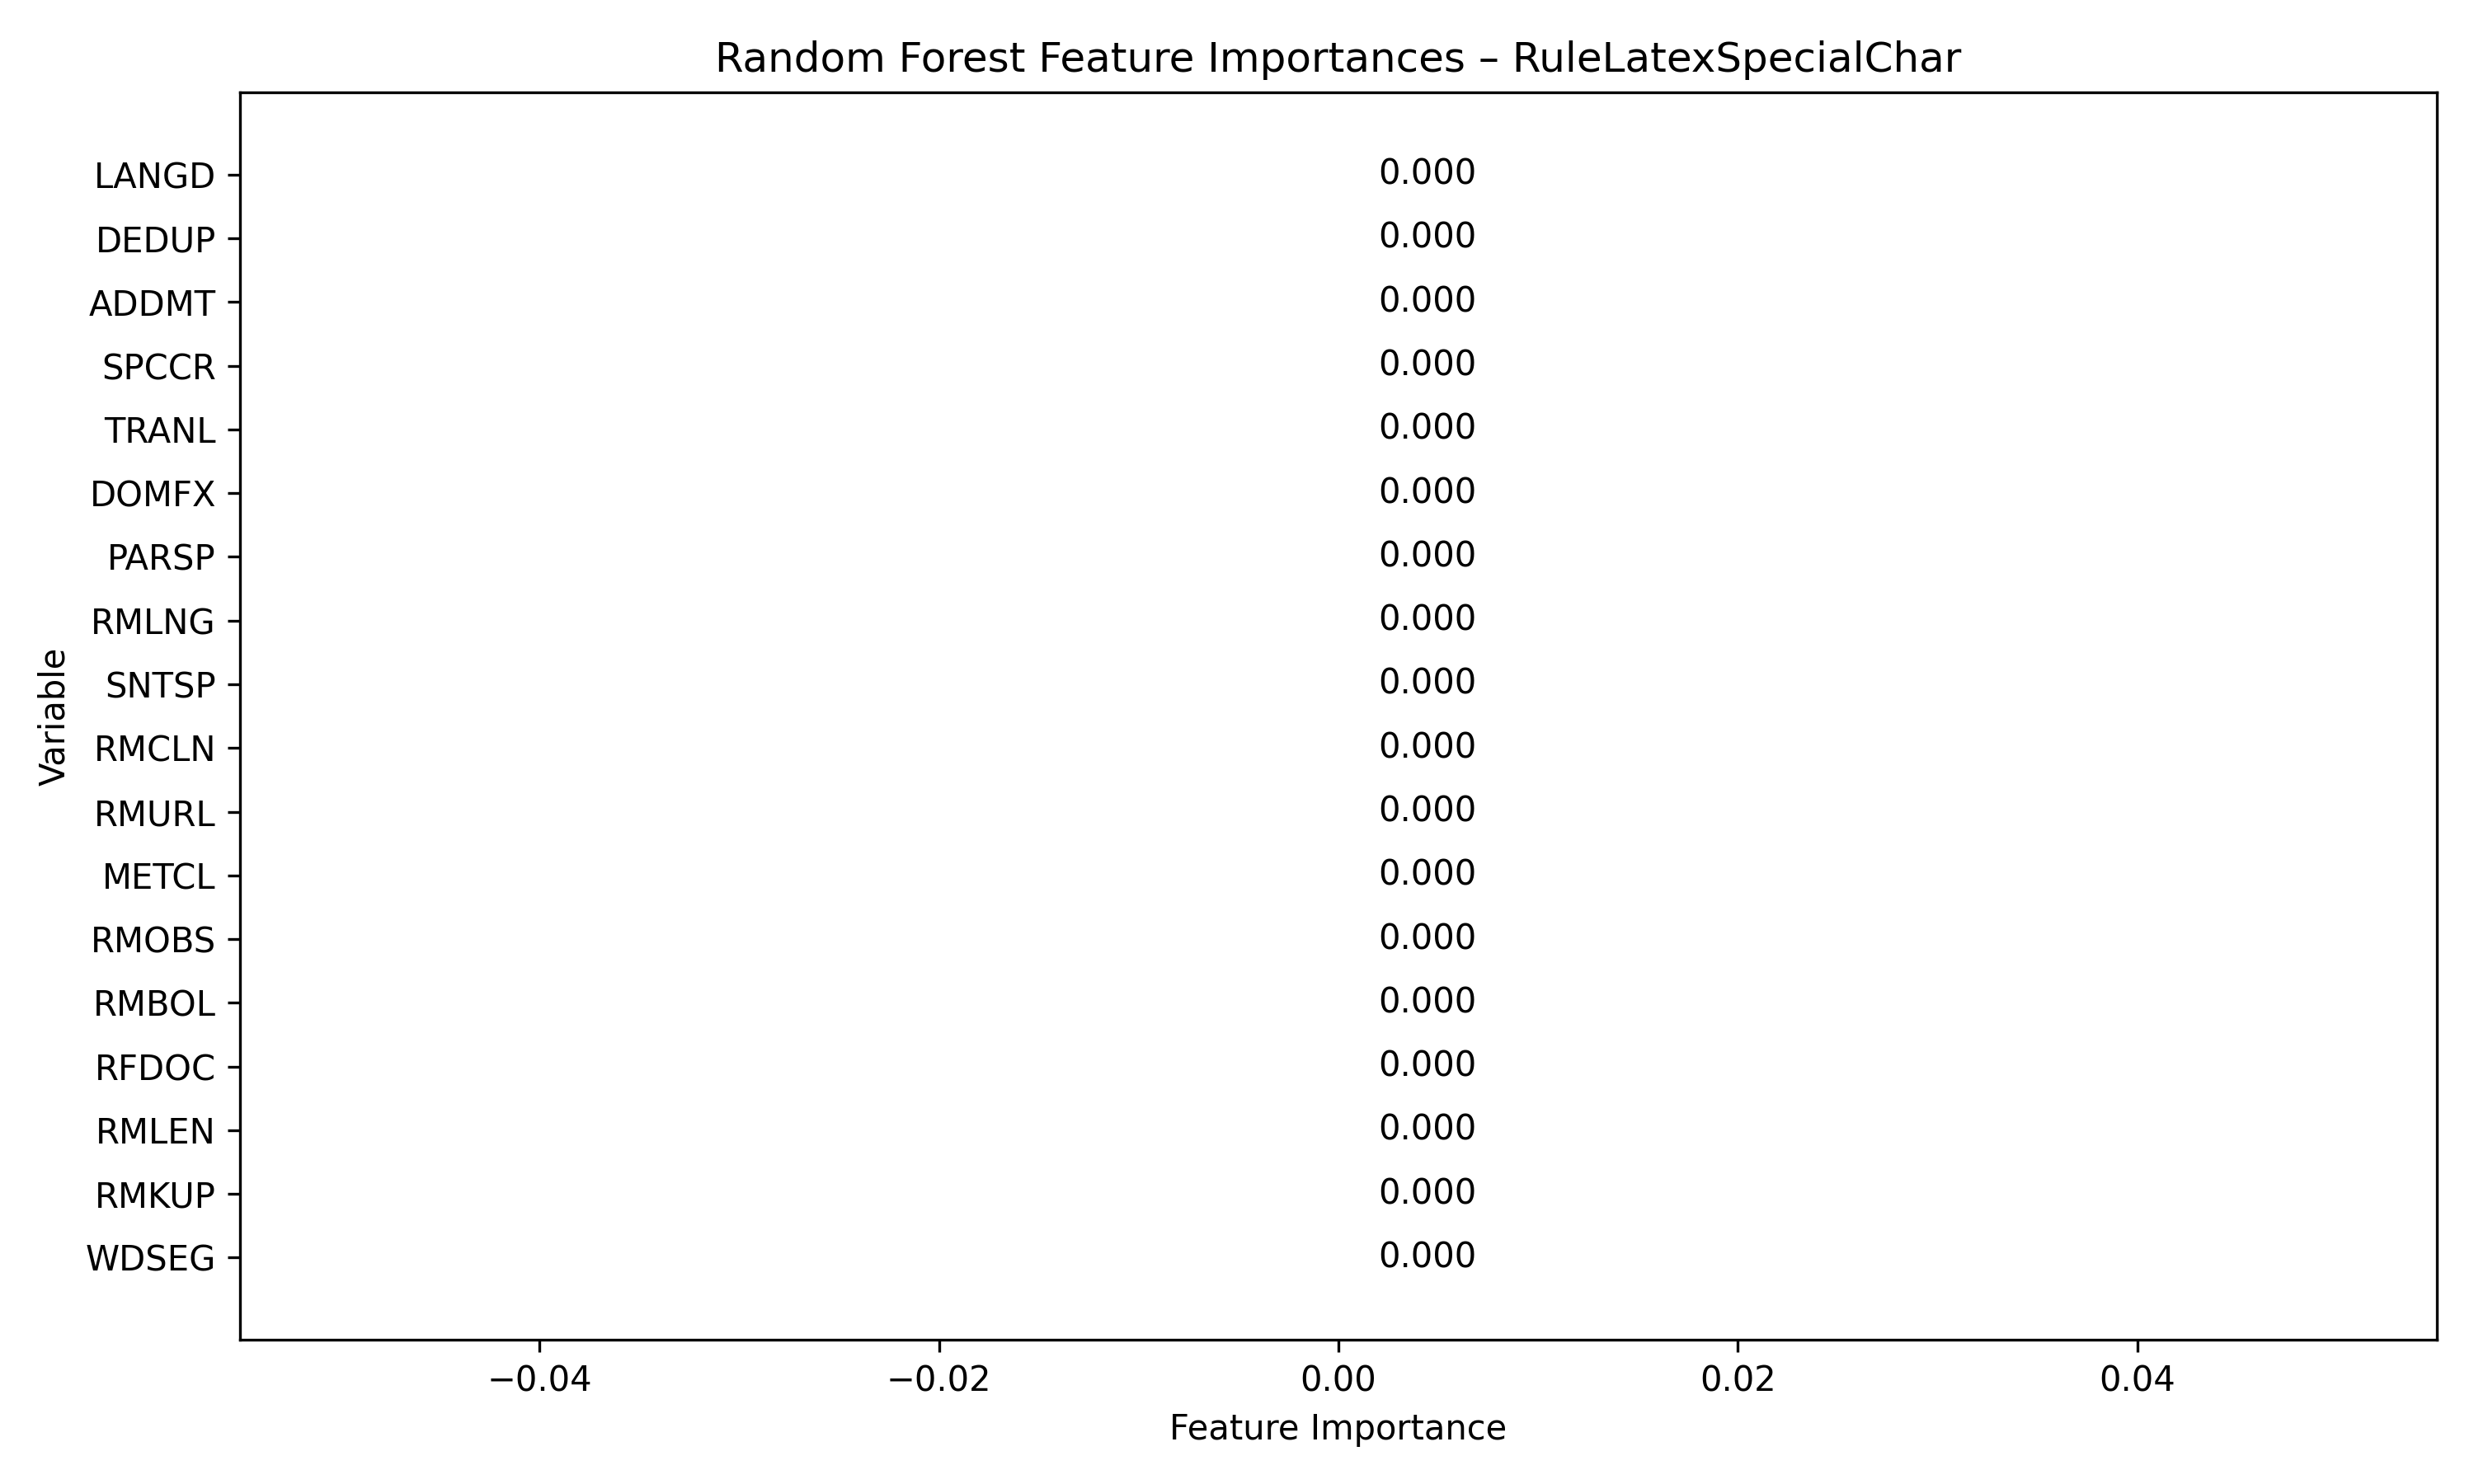 Random Forest Feature Importances – RuleLatexSpecialChar
LANGD 0.000
DEDUP 0.000
ADDMT 0.000
SPCCR 0.000
TRANL 0.000
DOMFX 0.000
PARSP 0.000
RMLNG 0.000
SNTSP 0.000
RMCLN 0.000
RMURL 0.000
METCL 0.000
RMOBS 0.000
RMBOL 0.000
RFDOC 0.000
RMLEN 0.000
RMKUP 0.000
WDSEG 0.000
Variable
−0.04 −0.02 0.00 0.02 0.04
Feature Importance